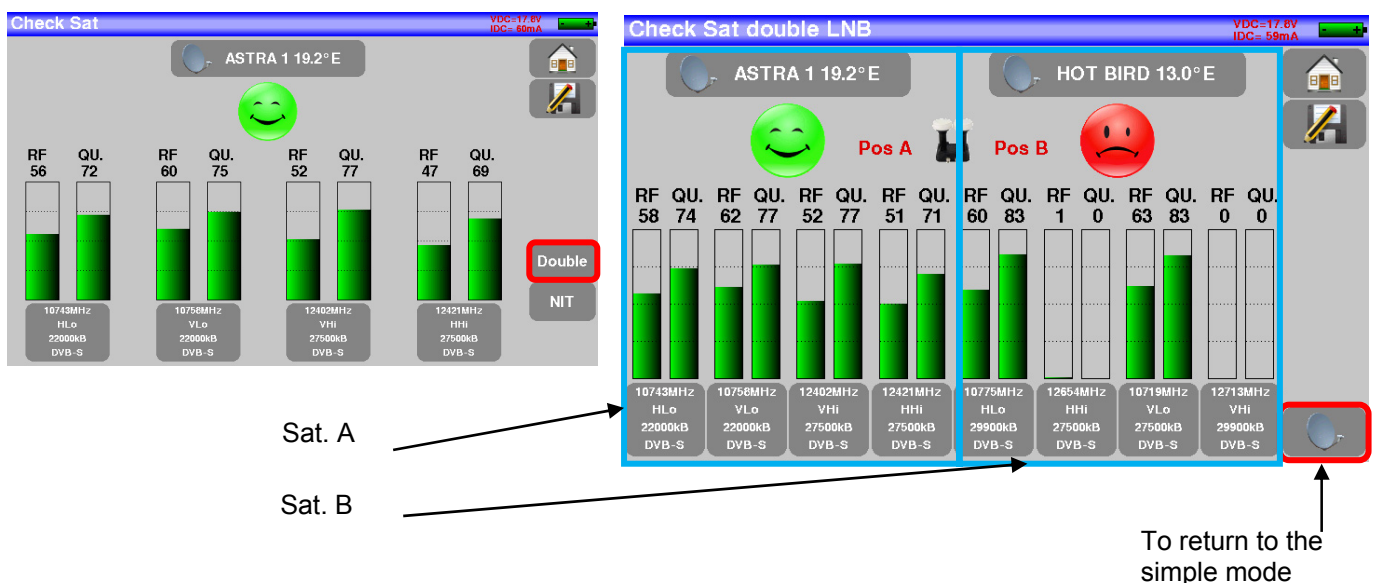 Check Sat
VDC=17.8V
IDC= 60mA
ASTRA 1 19.2°E
RF QU. RF QU. RF QU. RF QU.
56 72 60 75 52 77 47 69
Double
NIT
10743MHz 10758MHz 12402MHz 12421MHz
HLo VLo VHi HHi
22000kB 22000kB 27500kB 27500kB
DVB-S DVB-S DVB-S DVB-S
Check Sat double LNB
VDC=17.8V
IDC= 59mA
ASTRA 1 19.2°E HOT BIRD 13.0°E
Pos A Pos B
RF QU. RF QU. RF QU. RF QU. RF QU. RF QU. RF QU. RF QU.
58 74 62 77 52 77 51 71 60 83 1 0 63 83 0 0
10743MHz 10758MHz 12402MHz 12421MHz 10775MHz 12654MHz 10719MHz 12713MHz
HLo VLo VHi HHi HLo HHi VLo VHi
22000kB 22000kB 27500kB 27500kB 29900kB 27500kB 27500kB 29900kB
DVB-S DVB-S DVB-S DVB-S DVB-S DVB-S DVB-S DVB-S
Sat. A
Sat. B
To return to the
simple mode